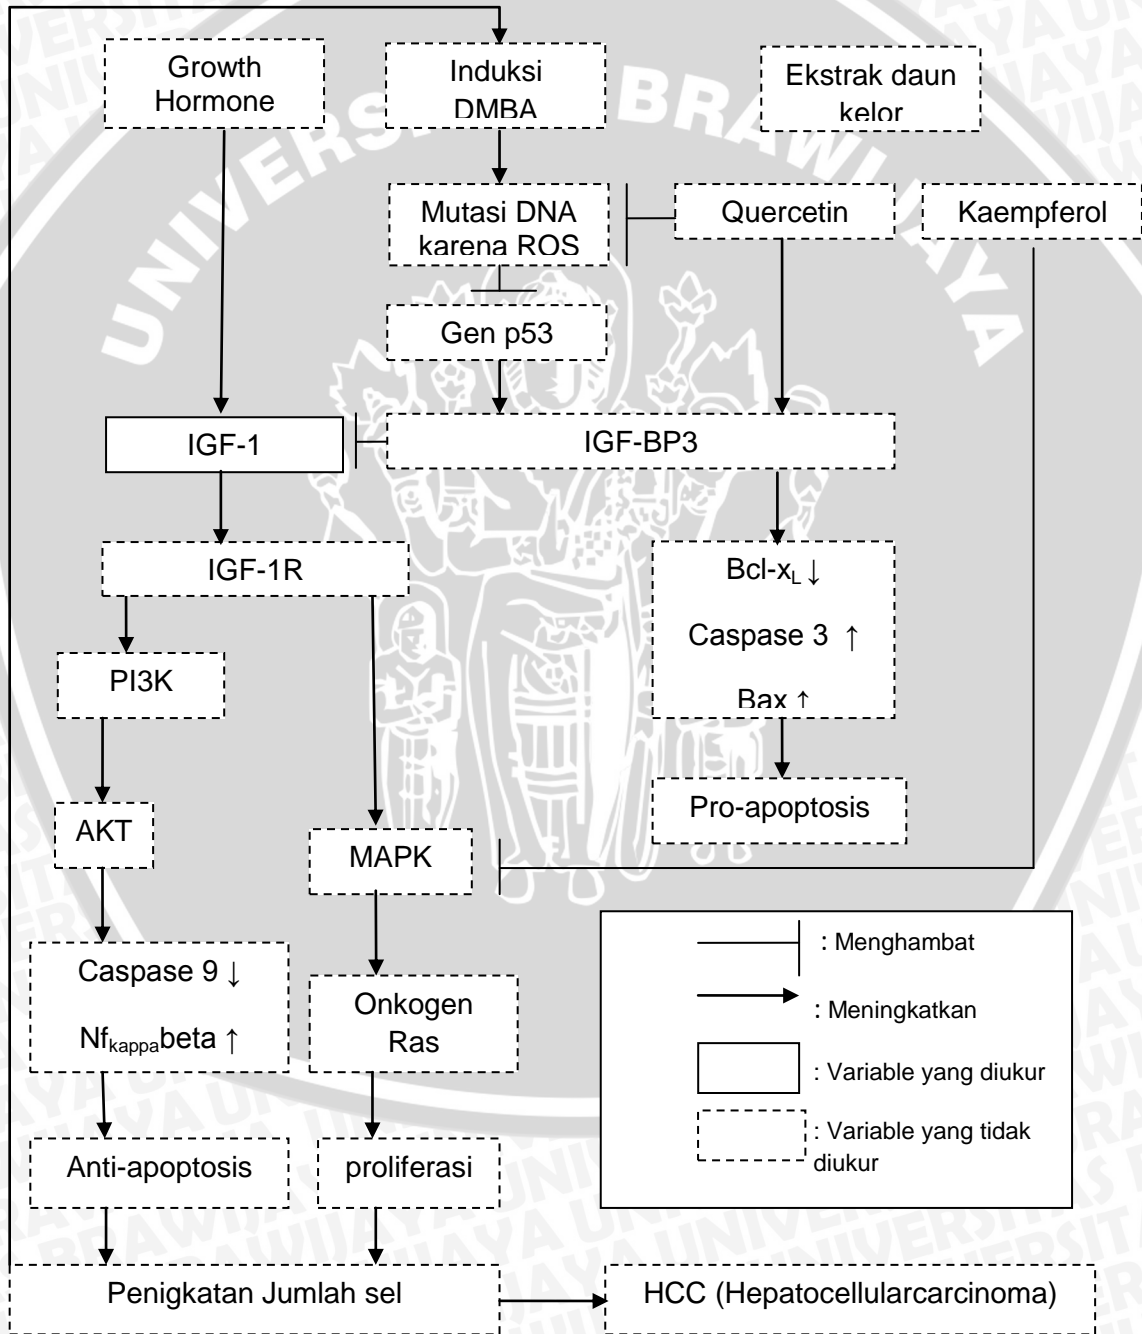 Growth
Hormone
Induksi
DMBA
Ekstrak daun
kelor
UNIVERSITAS BRAWIJAYA
Mutasi DNA
karena ROS
Quercetin
Kaempferol
Gen p53
IGF-1
IGF-BP3
IGF-1R
Bcl-xL ↓
Caspase 3 ↑
Bax ↑
PI3K
Pro-apoptosis
AKT
MAPK
Caspase 9 ↓
Nfkappabeta ↑
Onkogen
Ras
: Menghambat
: Meningkatkan
: Variable yang diukur
: Variable yang tidak
diukur
Anti-apoptosis
proliferasi
Penigkatan Jumlah sel
HCC (Hepatocellularcarcinoma)